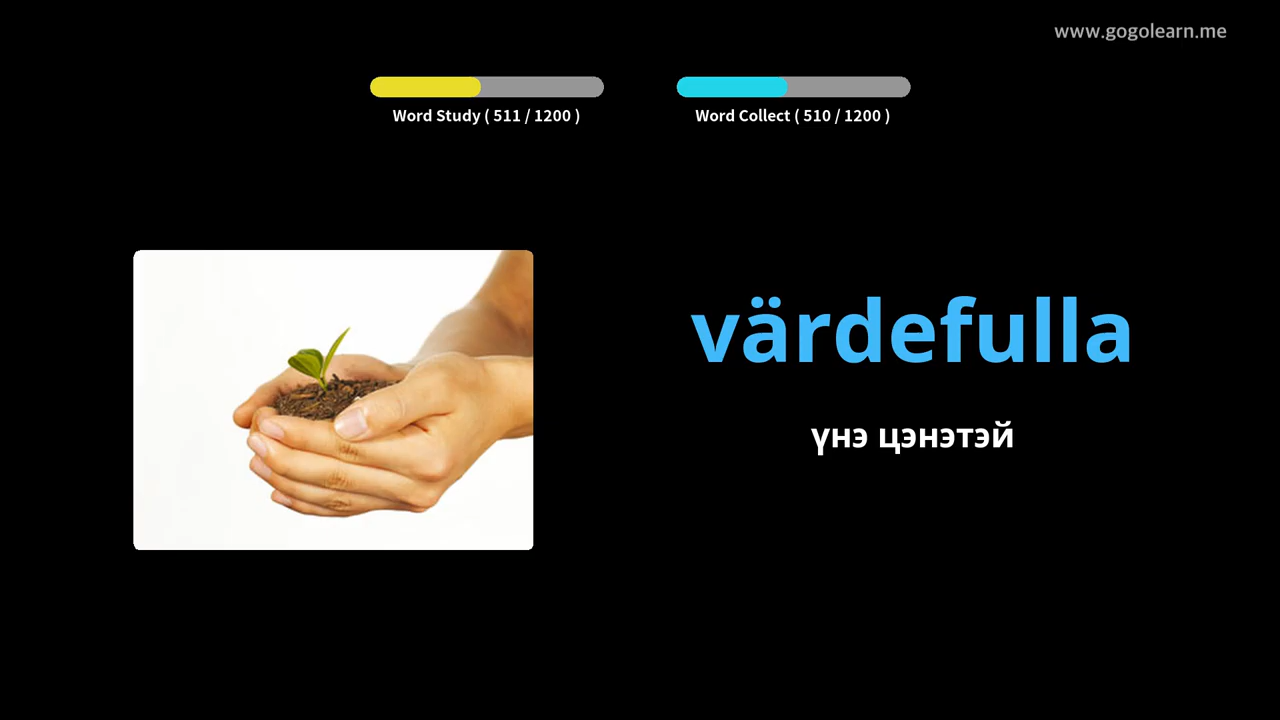 www.gogolearn.me
Word Study ( 511 / 1200 )
Word Collect ( 510 / 1200 )
värdefulla
үнэ цэнэтэй